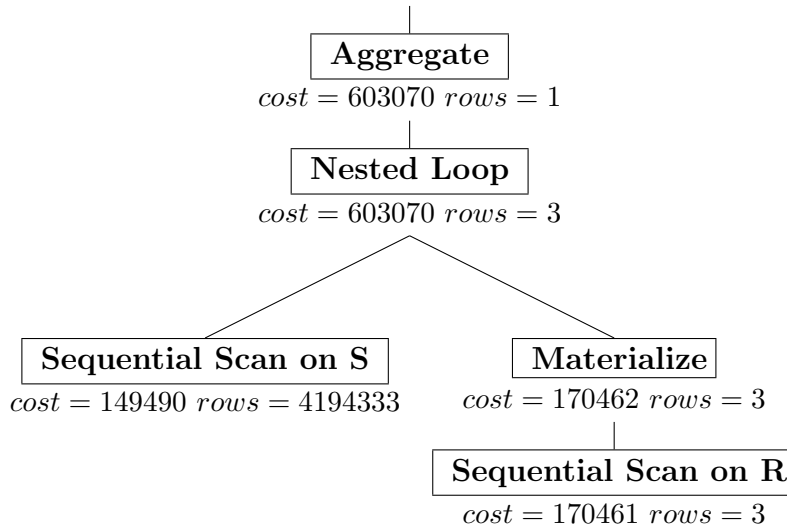 Aggregate
cost = 603070 rows = 1
Nested Loop
cost = 603070 rows = 3
Sequential Scan on S
cost = 149490 rows = 4194333
Materialize
cost = 170462 rows = 3
Sequential Scan on R
cost = 170461 rows = 3